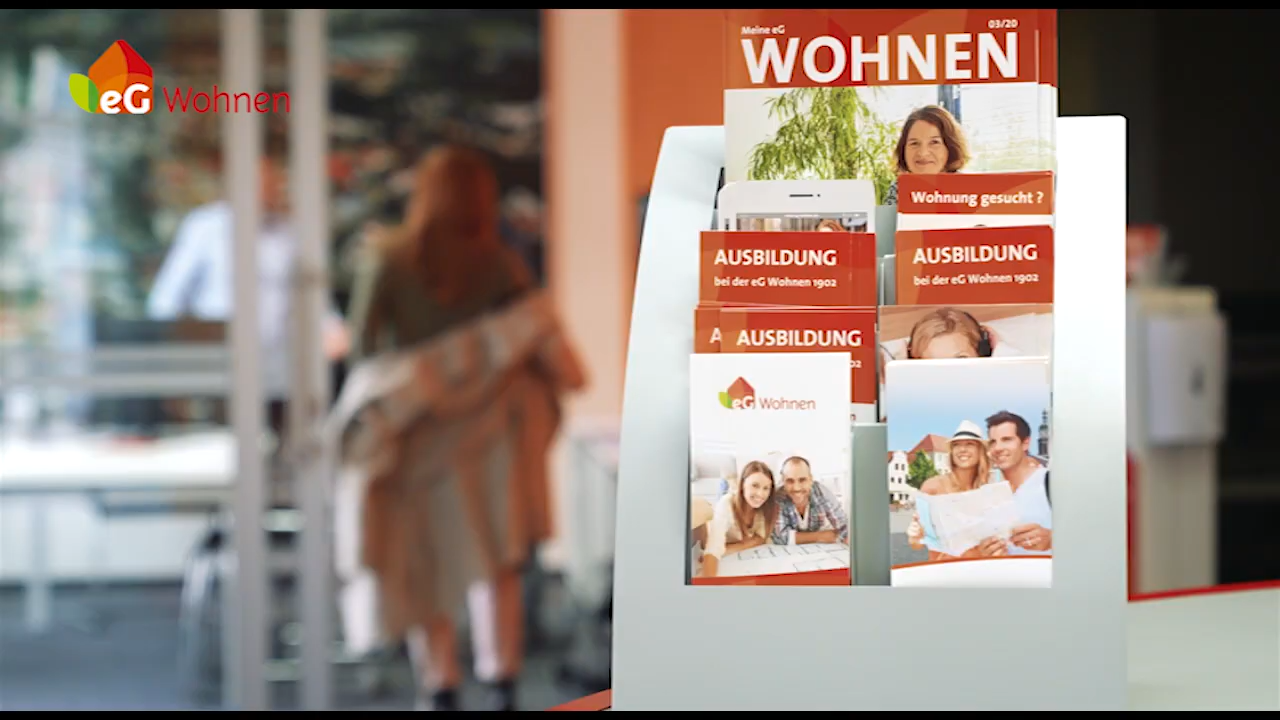 eG Wohnen
Meine eG
03/20
WOHNEN
Wohnung gesucht ?
AUSBILDUNG
bei der eG Wohnen 1902
AUSBILDUNG
bei der eG Wohnen 1902
A
AUSBILDUNG
02
eG Wohnen